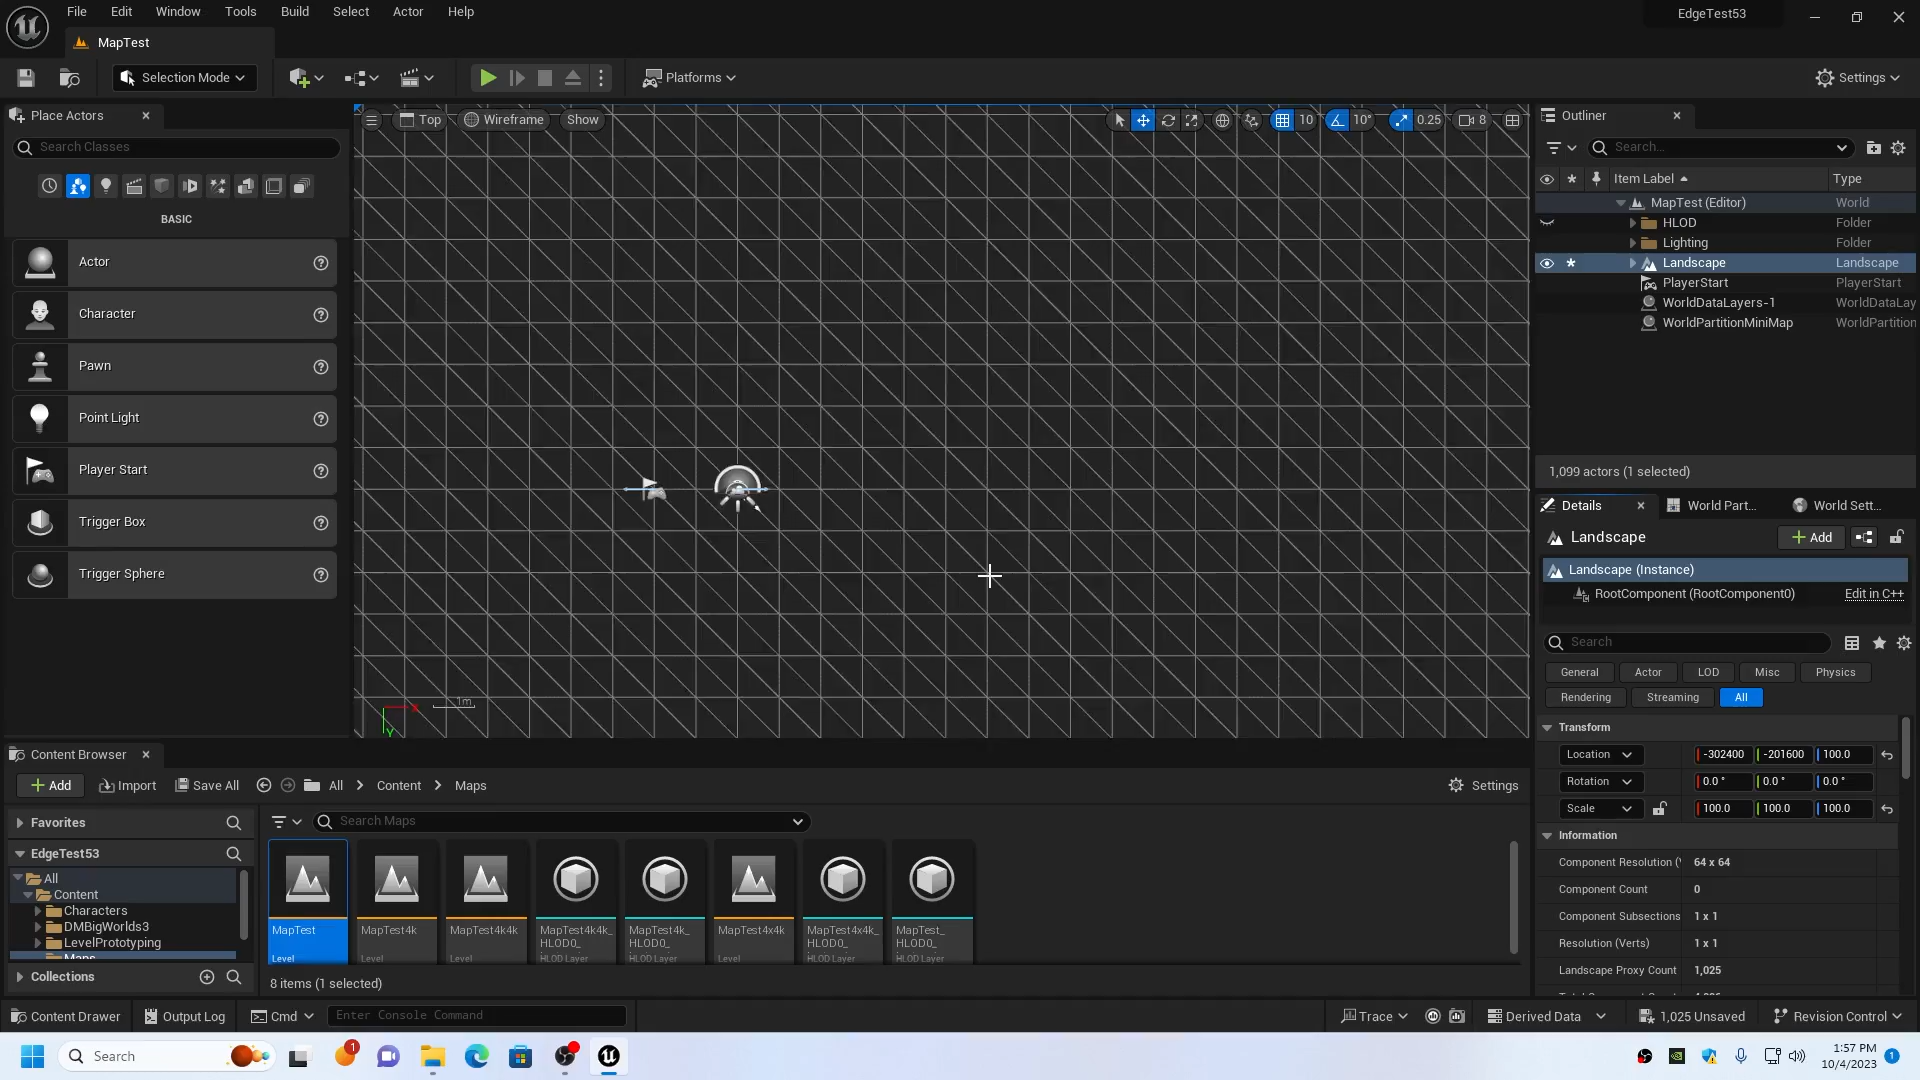 File Edit Window Tools Build Select Actor Help
EdgeTest53
MapTest
Selection Mode
Platforms
Settings
Place Actors
Search Classes
BASIC
Actor
Character
Pawn
Point Light
Player Start
Trigger Box
Trigger Sphere
Top Wireframe Show
10 10° 0.25 8
1m
X
Y
Outliner
Search...
Item Label Type
MapTest (Editor) World
HLOD Folder
Lighting Folder
Landscape Landscape
PlayerStart PlayerStart
WorldDataLayers-1 WorldDataLay
WorldPartitionMiniMap WorldPartition
1,099 actors (1 selected)
Details World Part... World Sett...
Landscape Add
Landscape (Instance)
RootComponent (RootComponent0) Edit in C++
Search
General Actor LOD Misc Physics
Rendering Streaming All
Transform
Location -302400 -201600 100.0
Rotation 0.0 ° 0.0 ° 0.0 °
Scale 100.0 100.0 100.0
Information
Component Resolution (V 64 x 64
Component Count 0
Component Subsections 1 x 1
Resolution (Verts) 1 x 1
Landscape Proxy Count 1,025
Content Browser
Add Import Save All All Content Maps Settings
Favorites
EdgeTest53
All
Content
Characters
DMBigWorlds3
LevelPrototyping
Maps
Collections
Search Maps
MapTest
Level
MapTest4k
Level
MapTest4k4k
Level
MapTest4k4k_
HLOD0_
HLOD Layer
MapTest4k_
HLOD0_
HLOD Layer
MapTest4x4k
Level
MapTest4x4k_
HLOD0_
HLOD Layer
MapTest_
HLOD0_
HLOD Layer
8 items (1 selected)
Content Drawer Output Log Cmd Enter Console Command Trace Derived Data 1,025 Unsaved Revision Control
Search
1
1:57 PM
10/4/2023
1